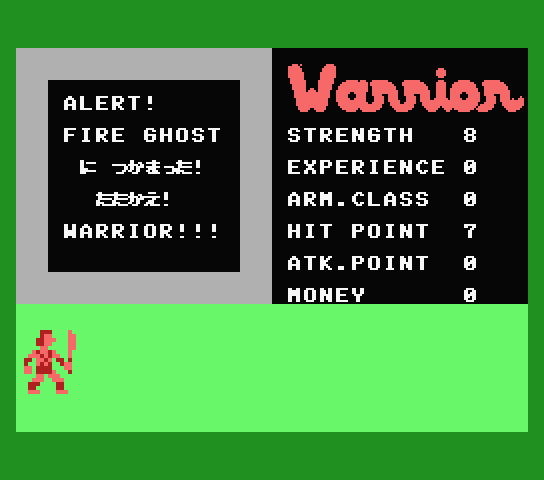 ALERT!
FIRE GHOST
に つかまった!
たたかえ!
WARRIOR!!!
Warrior
STRENGTH 8
EXPERIENCE 0
ARM.CLASS 0
HIT POINT 7
ATK.POINT 0
MONEY 0